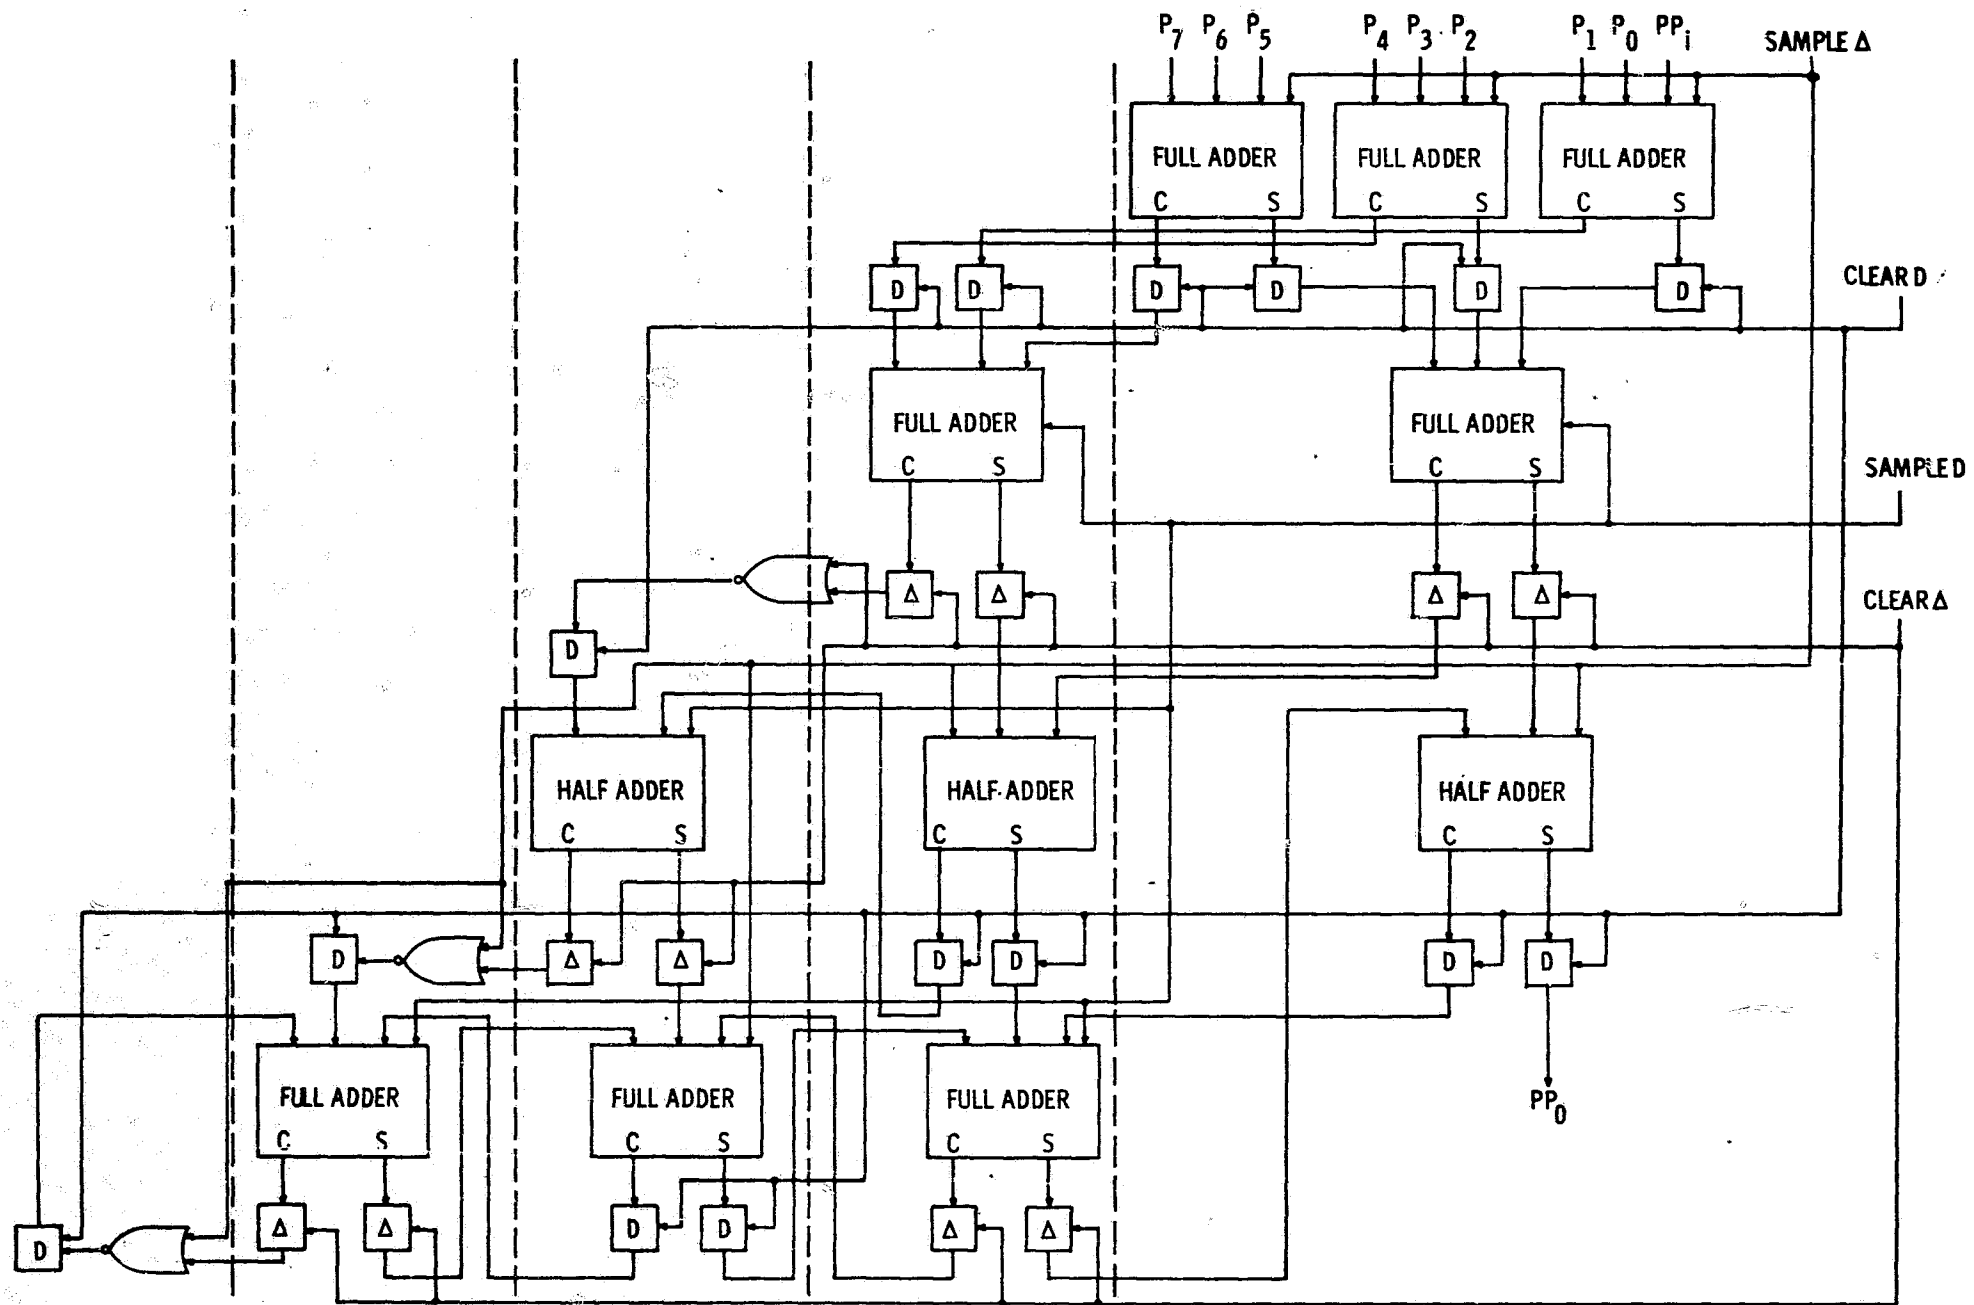 P7 P6 P5 P4 P3 P2 P1 P0 PPi SAMPLE Δ
FULL ADDER FULL ADDER FULL ADDER
C S C S C S
CLEAR D
D D D D D D
FULL ADDER FULL ADDER
C S C S
SAMPLE D
Δ Δ Δ Δ
CLEAR Δ
D
HALF ADDER HALF ADDER HALF ADDER
C S C S C S
D Δ Δ D D D D
FULL ADDER FULL ADDER FULL ADDER
C S C S C S
PP0
D Δ Δ D D Δ Δ